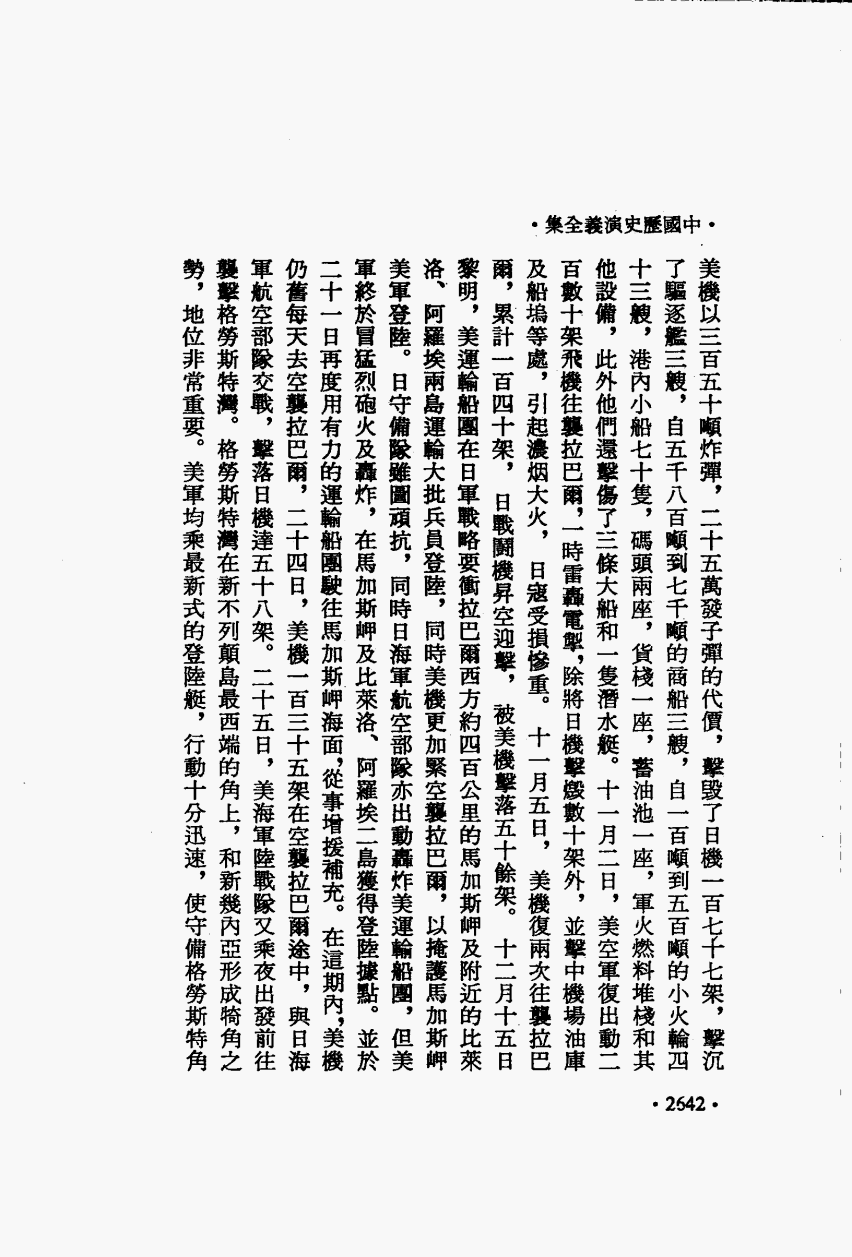 ·中國歷史演義全集·
美機以三百五十噸炸彈，二十五萬發子彈的代價，擊毀了日機一百七十七架，擊沉
了驅逐艦三艘，自五千八百噸到七千噸的商船三艘，自一百噸到五百噸的小火輪四
十三艘，港內小船七十隻，碼頭兩座，貨棧一座，蓄油池一座，軍火燃料堆棧和其
他設備，此外他們還擊傷了三條大船和一隻潛水艇。十一月二日，美空軍復出動二
百數十架飛機往襲拉巴爾，一時雷轟電掣，除將日機擊燬數十架外，並擊中機場油庫
及船塢等處，引起濃烟大火，日寇受損慘重。十一月五日，美機復兩次往襲拉巴
爾，累計一百四十架，日戰鬪機昇空迎擊，被美機擊落五十餘架。十二月十五日
黎明，美運輸船團在日軍戰略要衝拉巴爾西方約四百公里的馬加斯岬及附近的比萊
洛、阿羅埃兩島運輸大批兵員登陸，同時美機更加緊空襲拉巴爾，以掩護馬加斯岬
美軍登陸。日守備隊雖圖頑抗，同時日海軍航空部隊亦出動轟炸美運輸船團，但美
軍終於冒猛烈砲火及轟炸，在馬加斯岬及比萊洛、阿羅埃二島獲得登陸據點。並於
二十一日再度用有力的運輸船團駛往馬加斯岬海面，從事增援補充。在這期內，美機
仍舊每天去空襲拉巴爾，二十四日，美機一百三十五架在空襲拉巴爾途中，與日海
軍航空部隊交戰，擊落日機達五十八架。二十五日，美海軍陸戰隊又乘夜出發前往
襲擊格勞斯特灣。格勞斯特灣在新不列顛島最西端的角上，和新幾內亞形成犄角之
勢，地位非常重要。美軍均乘最新式的登陸艇，行動十分迅速，使守備格勞斯特角
·2642·